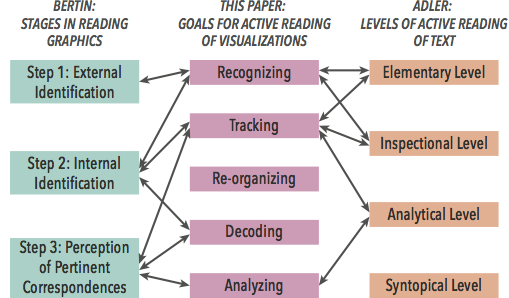 BERTIN:
STAGES IN READING
GRAPHICS
THIS PAPER:
GOALS FOR ACTIVE READING
OF VISUALIZATIONS
ADLER:
LEVELS OF ACTIVE READING
OF TEXT
Step 1: External
Identification
Step 2: Internal
Identification
Step 3: Perception
of Pertinent
Correspondences
Recognizing
Tracking
Re-organizing
Decoding
Analyzing
Elementary Level
Inspectional Level
Analytical Level
Syntopical Level